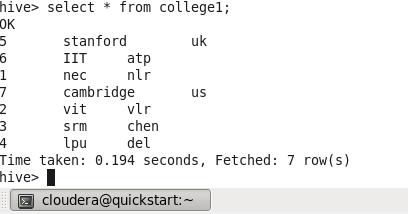 hive> select * from college1;
OK
5	stanford	uk
6	IIT	atp
1	nec	nlr
7	cambridge	us
2	vit	vlr
3	srm	chen
4	lpu	del
Time taken: 0.194 seconds, Fetched: 7 row(s)
hive>
cloudera@quickstart:~